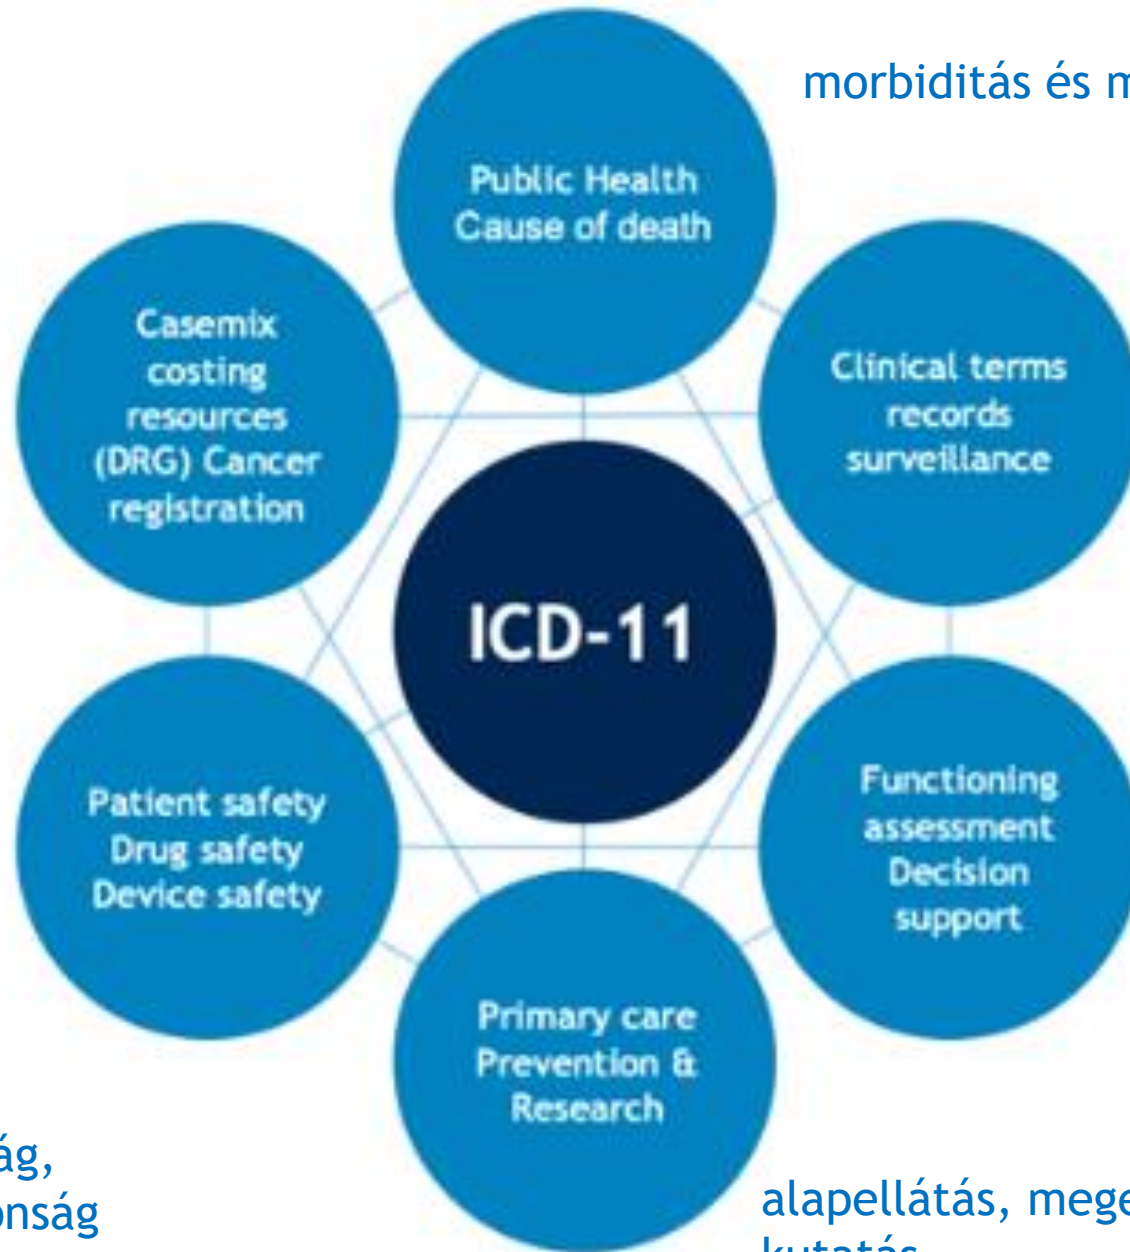 morbiditás és m
Public Health
Cause of death
Casemix
costing
resources
(DRG) Cancer
registration
Clinical terms
records
surveillance
ICD-11
Patient safety
Drug safety
Device safety
Functioning
assessment
Decision
support
Primary care
Prevention &
Research
ág,
onság
alapellátás, mege
kutatás